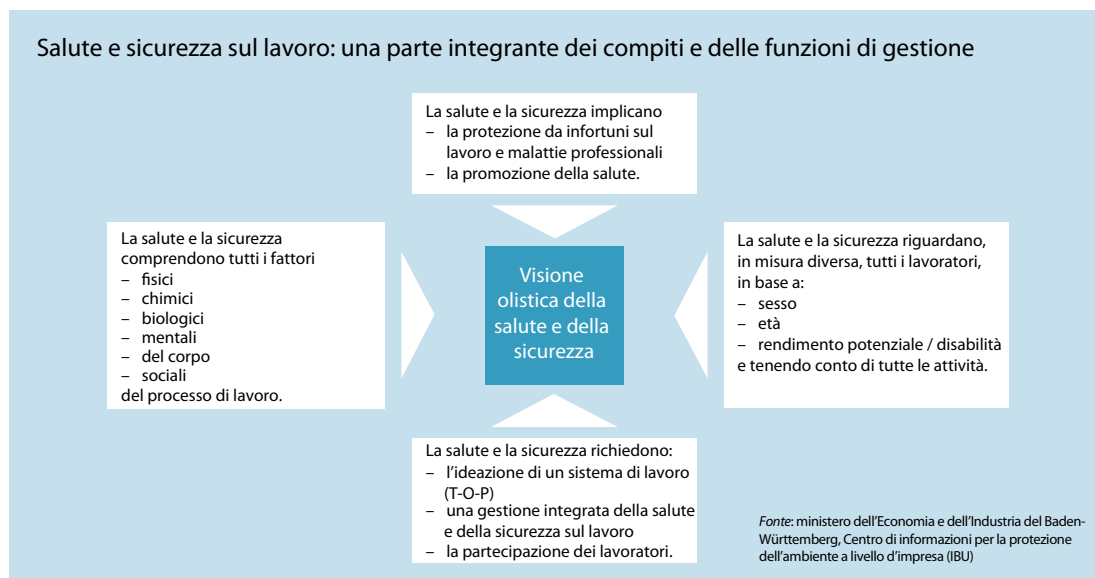 Salute e sicurezza sul lavoro: una parte integrante dei compiti e delle funzioni di gestione
La salute e la sicurezza implicano
– la protezione da infortuni sul
lavoro e malattie professionali
– la promozione della salute.
La salute e la sicurezza
comprendono tutti i fattori
– fisici
– chimici
– biologici
– mentali
– del corpo
– sociali
del processo di lavoro.
Visione
olistica della
salute e della
sicurezza
La salute e la sicurezza riguardano,
in misura diversa, tutti i lavoratori,
in base a:
– sesso
– età
– rendimento potenziale / disabilità
e tenendo conto di tutte le attività.
La salute e la sicurezza richiedono:
– l'ideazione di un sistema di lavoro
(T-O-P)
– una gestione integrata della salute
e della sicurezza sul lavoro
– la partecipazione dei lavoratori.
Fonte: ministero dell'Economia e dell'Industria del Baden-
Württemberg, Centro di informazioni per la protezione
dell'ambiente a livello d'impresa (IBU)